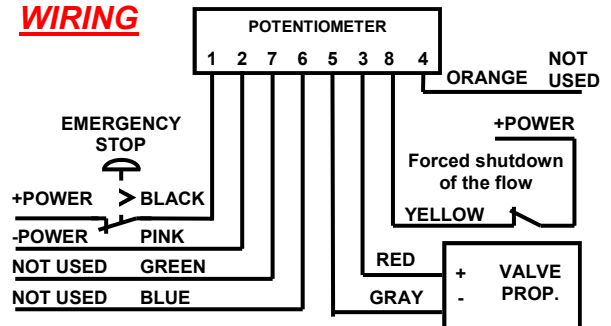 WIRING
POTENTIOMETER
1 2 7 6 5 3 8 4
NOT
ORANGE USED
EMERGENCY
STOP
+POWER
Forced shutdown
of the flow
+POWER BLACK
YELLOW
-POWER PINK
NOT USED GREEN
RED
+ VALVE
NOT USED BLUE
GRAY
- PROP.